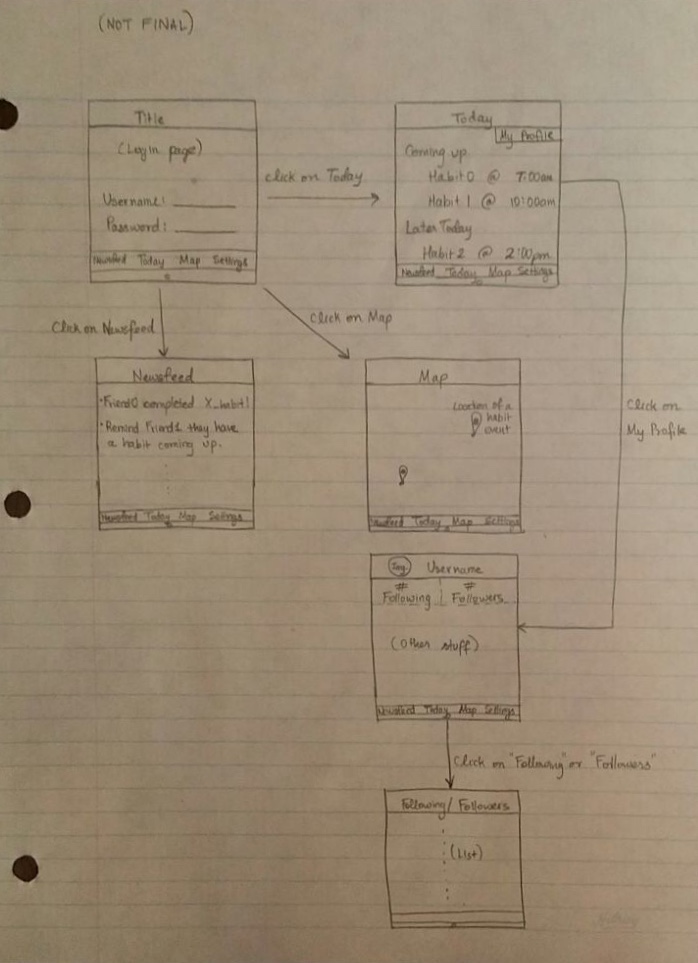 (NOT FINAL)
Title
(Login page)
Username: ______
Password: ______
Newsfeed Today Map Settings
click on Today
Today
My Profile
Coming up
Habit 0 @ 7:00am
Habit 1 @ 10:00am
Later Today
Habit 2 @ 2:00pm
Newsfeed Today Map Settings
Click on Newsfeed
Click on Map
Click on
My Profile
Newsfeed
• Friend0 completed X_habit1
• Remind Friend1 they have
a habit coming up.
Newsfeed Today Map Settings
Map
Location of a
habit
event
Newsfeed Today Map Settings
Img. Username
# #
Following Followers
(Other stuff)
Newsfeed Today Map Settings
Click on "Following" or "Followers"
Following / Followers
(List)